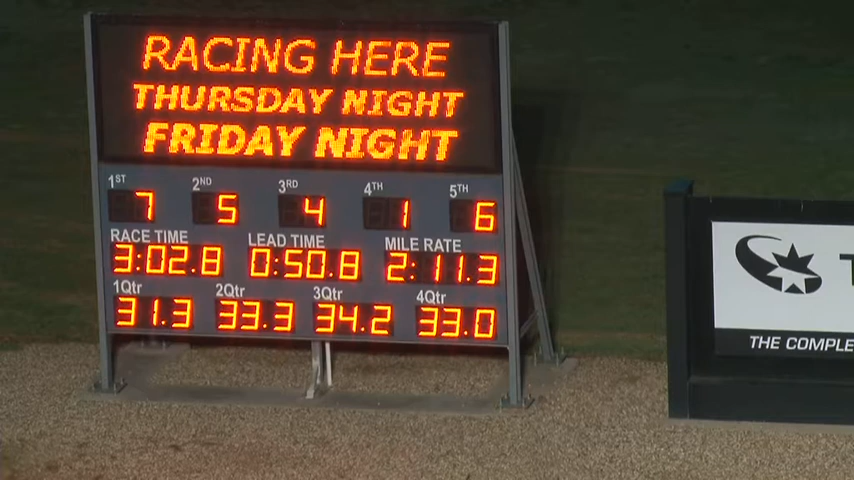 RACING HERE
THURSDAY NIGHT
FRIDAY NIGHT
1ST 2ND 3RD 4TH 5TH
7 5 4 1 6
RACE TIME LEAD TIME MILE RATE
3:02.8 0:50.8 2:11.3
1Qtr 2Qtr 3Qtr 4Qtr
31.3 33.3 34.2 33.0
THE COMPLE